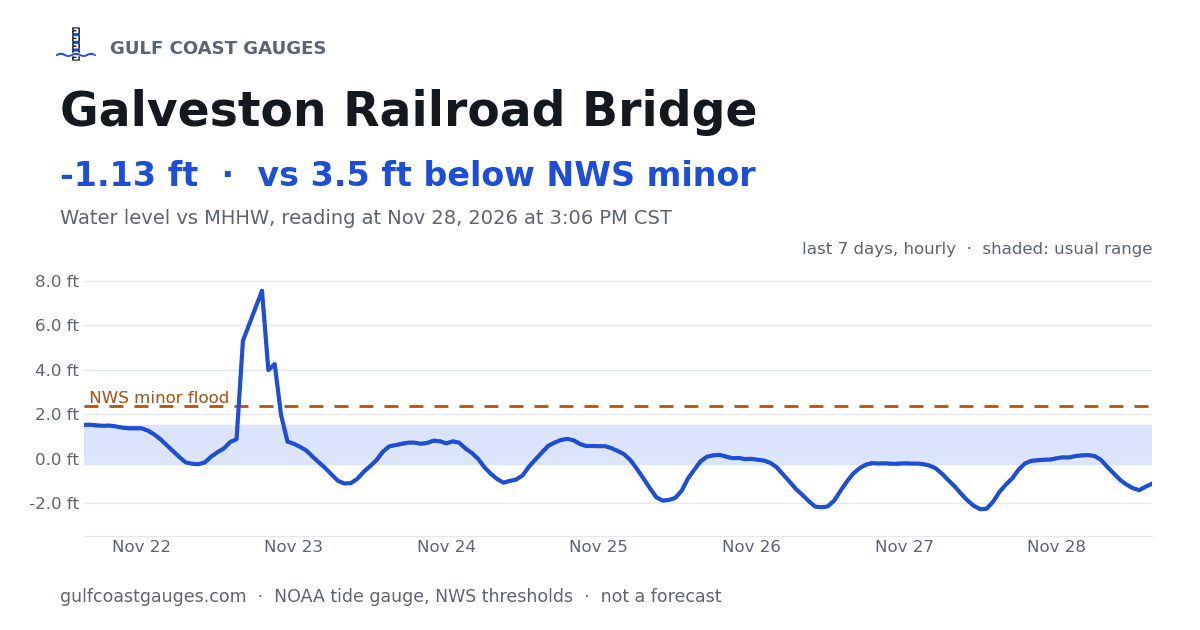 GULF COAST GAUGES
Galveston Railroad Bridge
-1.13 ft · vs 3.5 ft below NWS minor
Water level vs MHHW, reading at Nov 28, 2026 at 3:06 PM CST
last 7 days, hourly · shaded: usual range
8.0 ft
6.0 ft
4.0 ft
NWS minor flood
2.0 ft
0.0 ft
-2.0 ft
Nov 22 Nov 23 Nov 24 Nov 25 Nov 26 Nov 27 Nov 28
gulfcoastgauges.com · NOAA tide gauge, NWS thresholds · not a forecast